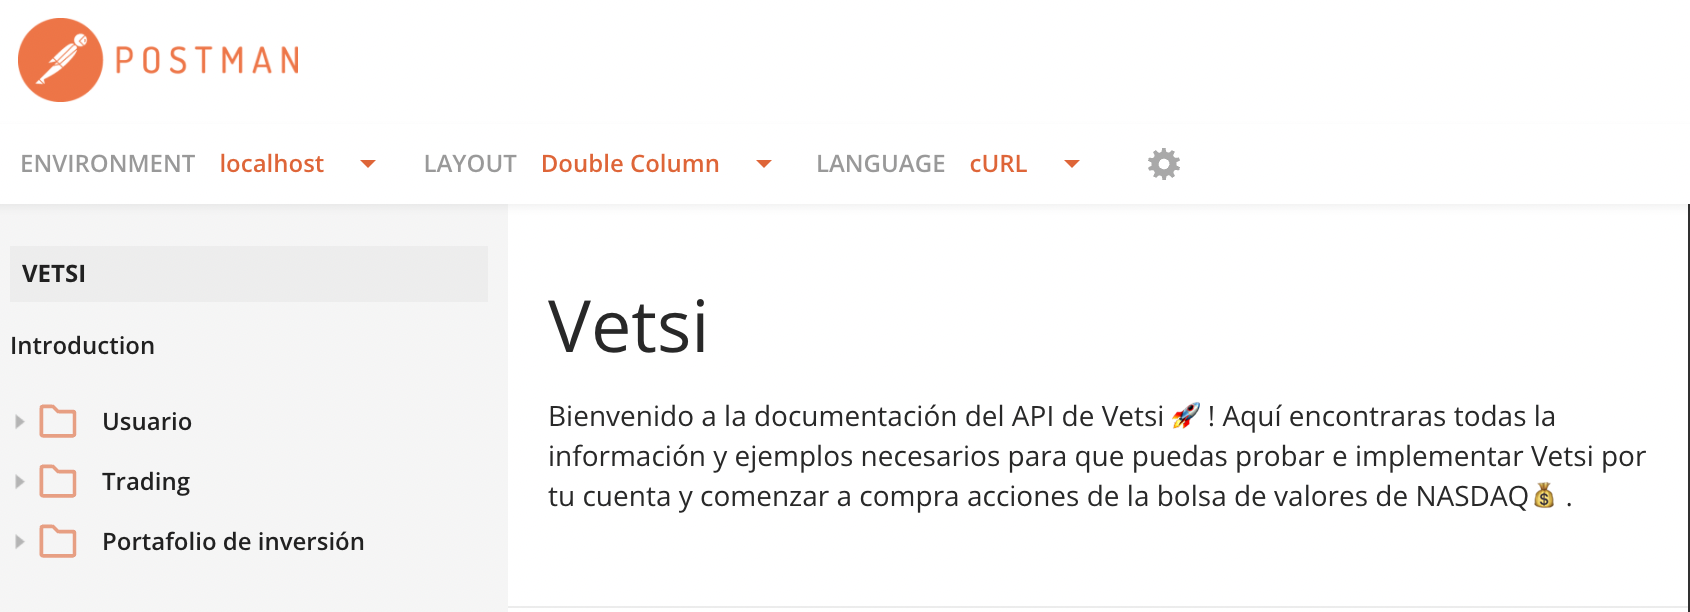 POSTMAN
ENVIRONMENT localhost LAYOUT Double Column LANGUAGE cURL
VETSI
Introduction
Usuario
Trading
Portafolio de inversión
Vetsi
Bienvenido a la documentación del API de Vetsi 🚀 ! Aquí encontraras todas la
información y ejemplos necesarios para que puedas probar e implementar Vetsi por
tu cuenta y comenzar a compra acciones de la bolsa de valores de NASDAQ💰 .